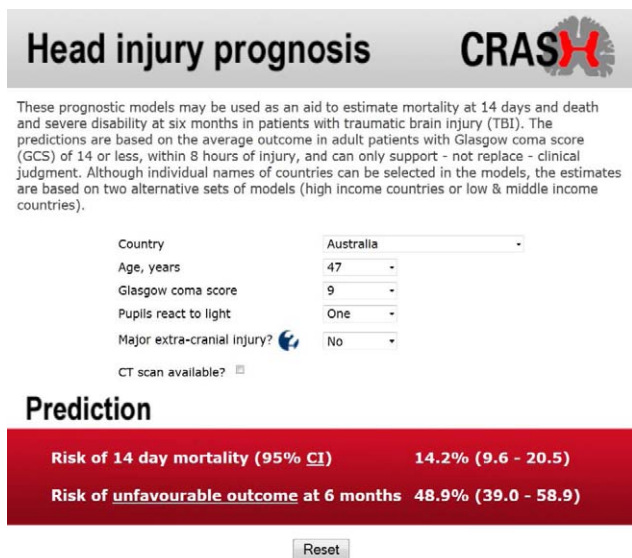 Head injury prognosis
CRASH
These prognostic models may be used as an aid to estimate mortality at 14 days and death
and severe disability at six months in patients with traumatic brain injury (TBI). The
predictions are based on the average outcome in adult patients with Glasgow coma score
(GCS) of 14 or less, within 8 hours of injury, and can only support - not replace - clinical
judgment. Although individual names of countries can be selected in the models, the estimates
are based on two alternative sets of models (high income countries or low & middle income
countries).
Country Australia
Age, years 47
Glasgow coma score 9
Pupils react to light One
Major extra-cranial injury? ? No
CT scan available?
Prediction
Risk of 14 day mortality (95% CI) 14.2% (9.6 - 20.5)
Risk of unfavourable outcome at 6 months 48.9% (39.0 - 58.9)
Reset